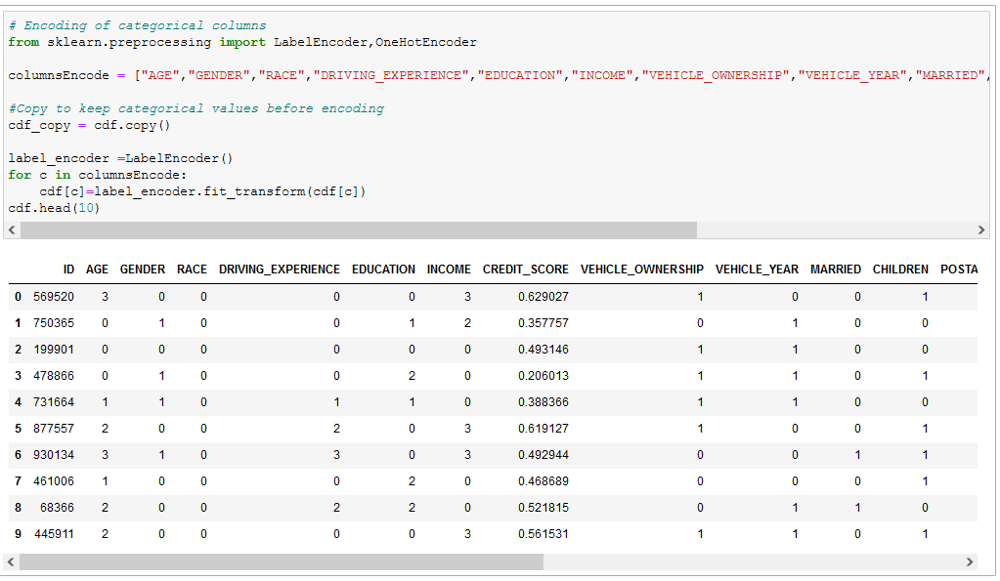 # Encoding of categorical columns
from sklearn.preprocessing import LabelEncoder,OneHotEncoder
columnsEncode = ["AGE","GENDER","RACE","DRIVING_EXPERIENCE","EDUCATION","INCOME","VEHICLE_OWNERSHIP","VEHICLE_YEAR","MARRIED",
#Copy to keep categorical values before encoding
cdf_copy = cdf.copy()
label_encoder =LabelEncoder()
for c in columnsEncode:
    cdf[c]=label_encoder.fit_transform(cdf[c])
cdf.head(10)
ID AGE GENDER RACE DRIVING_EXPERIENCE EDUCATION INCOME CREDIT_SCORE VEHICLE_OWNERSHIP VEHICLE_YEAR MARRIED CHILDREN POSTA
0 569520 3 0 0 0 0 3 0.629027 1 0 0 1
1 750365 0 1 0 0 1 2 0.357757 0 1 0 0
2 199901 0 0 0 0 0 0 0.493146 1 1 0 0
3 478866 0 1 0 0 2 0 0.206013 1 1 0 1
4 731664 1 1 0 1 1 0 0.388366 1 1 0 0
5 877557 2 0 0 2 0 3 0.619127 1 0 0 1
6 930134 3 1 0 3 0 3 0.492944 0 0 1 1
7 461006 1 0 0 0 2 0 0.468689 0 0 0 1
8 68366 2 0 0 2 2 0 0.521815 0 1 1 0
9 445911 2 0 0 0 0 3 0.561531 1 1 0 1